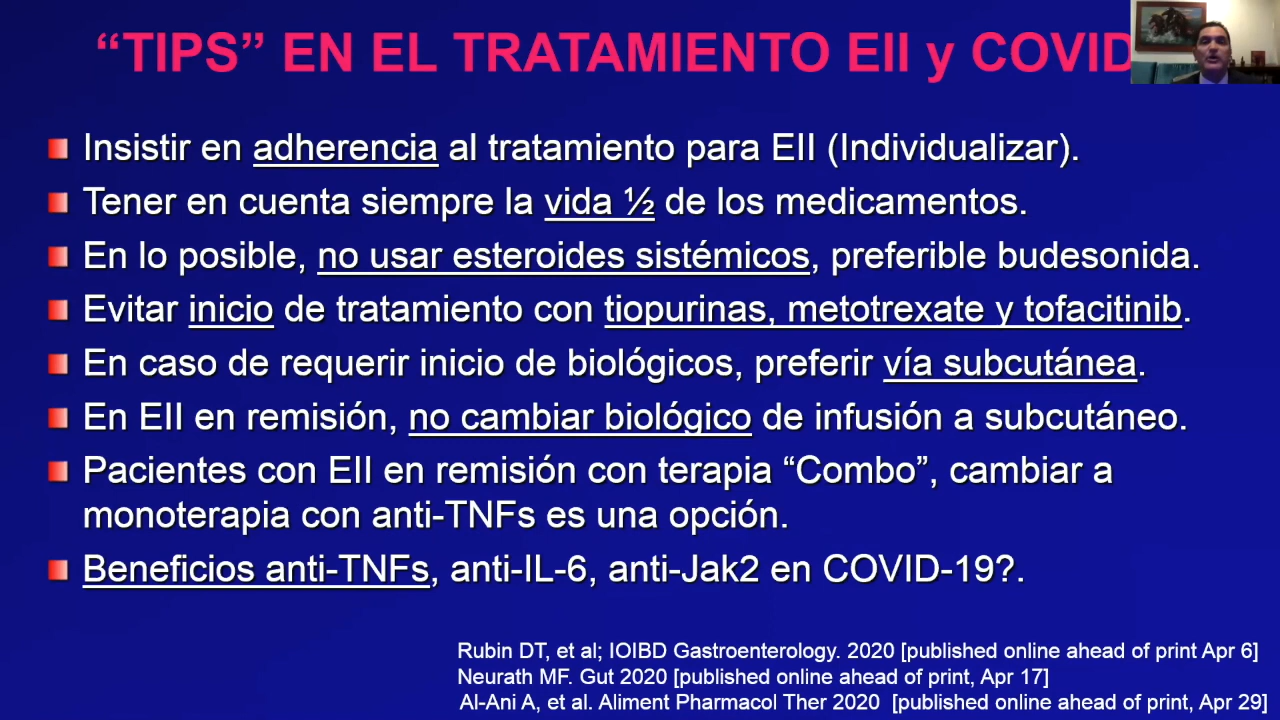 “TIPS” EN EL TRATAMIENTO EII y COVID
Insistir en adherencia al tratamiento para EII (Individualizar).
Tener en cuenta siempre la vida ½ de los medicamentos.
En lo posible, no usar esteroides sistémicos, preferible budesonida.
Evitar inicio de tratamiento con tiopurinas, metotrexate y tofacitinib.
En caso de requerir inicio de biológicos, preferir vía subcutánea.
En EII en remisión, no cambiar biológico de infusión a subcutáneo.
Pacientes con EII en remisión con terapia “Combo”, cambiar a
monoterapia con anti-TNFs es una opción.
Beneficios anti-TNFs, anti-IL-6, anti-Jak2 en COVID-19?.
Rubin DT, et al; IOIBD Gastroenterology. 2020 [published online ahead of print Apr 6]
Neurath MF. Gut 2020 [published online ahead of print, Apr 17]
Al-Ani A, et al. Aliment Pharmacol Ther 2020 [published online ahead of print, Apr 29]